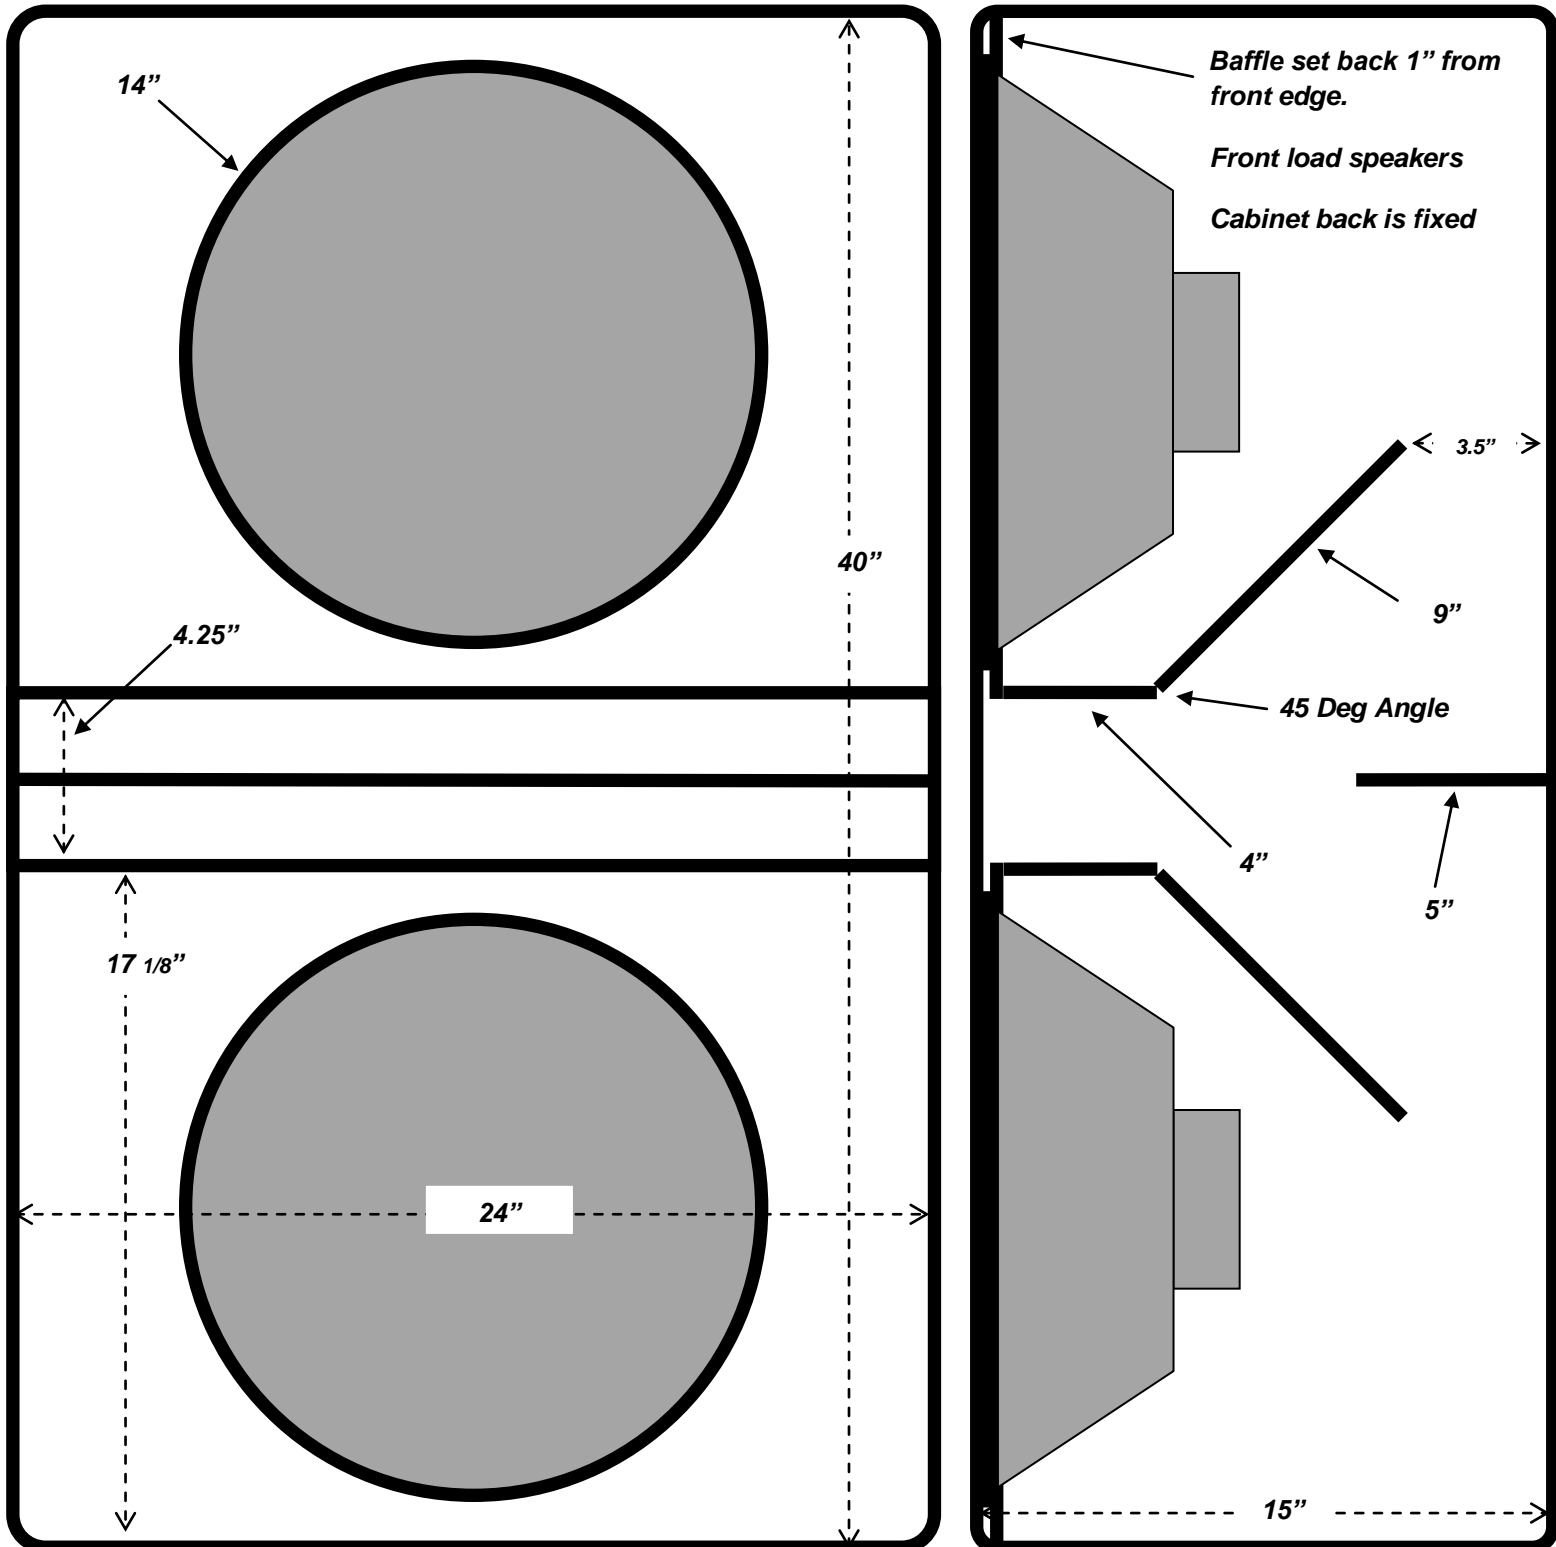 14”
4.25”
40”
17 1/8”
24”
Baffle set back 1” from
front edge.
Front load speakers
Cabinet back is fixed
3.5”
9”
45 Deg Angle
4”
5”
15”